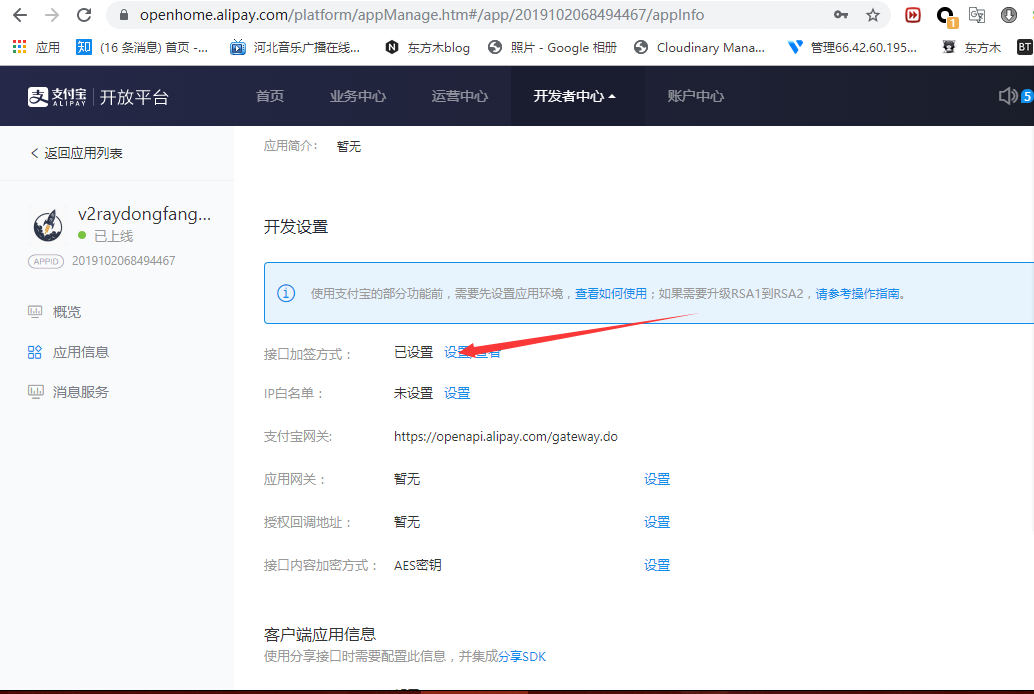 openhome.alipay.com/platform/appManage.htm#/app/2019102068494467/appInfo
1
应用 知 (16 条消息) 首页 -... 河北音乐广播在线... N 东方木blog 照片 - Google 相册 Cloudinary Mana... 管理66.42.60.195... 东方木 BT
支 支付宝 ALIPAY 开放平台 首页 业务中心 运营中心 开发者中心 账户中心 5
返回应用列表
应用简介： 暂无
v2raydongfang...
已上线
APPID 2019102068494467
概览
应用信息
消息服务
开发设置
使用支付宝的部分功能前，需要先设置应用环境，查看如何使用；如果需要升级RSA1到RSA2，请参考操作指南。
接口加签方式： 已设置 设置 查看
IP白名单： 未设置 设置
支付宝网关: https://openapi.alipay.com/gateway.do
应用网关： 暂无 设置
授权回调地址： 暂无 设置
接口内容加密方式： AES密钥 设置
客户端应用信息
使用分享接口时需要配置此信息，并集成分享SDK